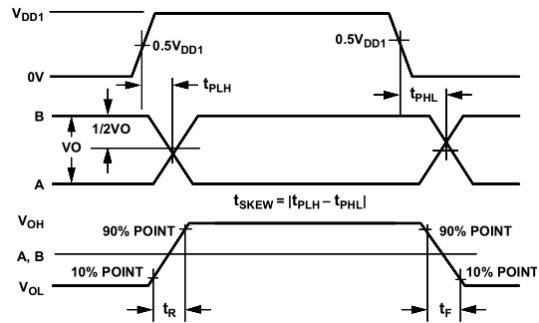 VDD1
0.5VDD1
0.5VDD1
0V
tPLH
tPHL
B
1/2VO
VO
A
tSKEW = |tPLH – tPHL|
VOH
90% POINT
90% POINT
A, B
10% POINT
10% POINT
VOL
tR
tF